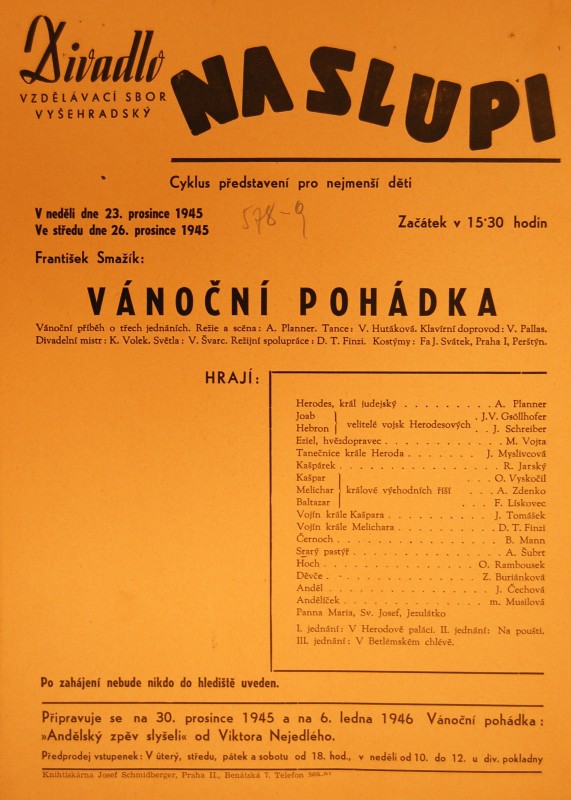 Divadlo
VZDĚLÁVACÍ SBOR
VYŠEHRADSKÝ
NA SLUPI
Cyklus představení pro nejmenší děti
V neděli dne 23. prosince 1945
Ve středu dne 26. prosince 1945
578-9
Začátek v 15·30 hodin
František Smažík:
VÁNOČNÍ POHÁDKA
Vánoční příběh o třech jednáních. Režie a scéna: A. Planner. Tance: V. Hutáková. Klavírní doprovod: V. Pallas.
Divadelní mistr: K. Volek. Světla: V. Švarc. Režijní spolupráce: D. T. Finzi. Kostýmy: Fa J. Svátek, Praha I, Perštýn.
HRAJÍ:
Herodes, král judejský . . . . . . . . . A. Planner
Joab . J.V. Gsöllhofer
velitelé vojsk Herodesových
Hebron . . J. Schreiber
Eziel, hvězdopravec . . . . . . . . . . M. Vojta
Tanečnice krále Heroda . . . . . . . J. Myslivcová
Kašpárek . . . . . . . . . . . . . . . R. Jarský
Kašpar . . . . O. Vyskočil
Melichar králové východních říší . . . A. Zdenko
Baltazar . . . F. Lískovec
Vojín krále Kašpara . . . . . . . . . J. Tomášek
Vojín krále Melichara . . . . . . . . D. T. Finzi
Černoch . . . . . . . . . . . . . . . B. Mann
Starý pastýř . . . . . . . . . . . . . A. Šubrt
Hoch . . . . . . . . . . . . . O. Rambousek
Děvče . . . . . . . . . . . . . Z. Buriánková
Anděl . . . . . . . . . . . . . . J. Čechová
Andělíček . . . . . . . . . . . . m. Musilová
Panna Maria, Sv. Josef, Jezulátko
I. jednání: V Herodově paláci. II. jednání: Na poušti.
III. jednání: V Betlémském chlévě.
Po zahájení nebude nikdo do hlediště uveden.
Připravuje se na 30. prosince 1945 a na 6. ledna 1946 Vánoční pohádka:
»Andělský zpěv slyšeli« od Viktora Nejedlého.
Předprodej vstupenek: V úterý, středu, pátek a sobotu od 18. hod., v neděli od 10. do 12. u div. pokladny
Knihtiskárna Josef Schmidberger, Praha II., Benátská 7. Telefon